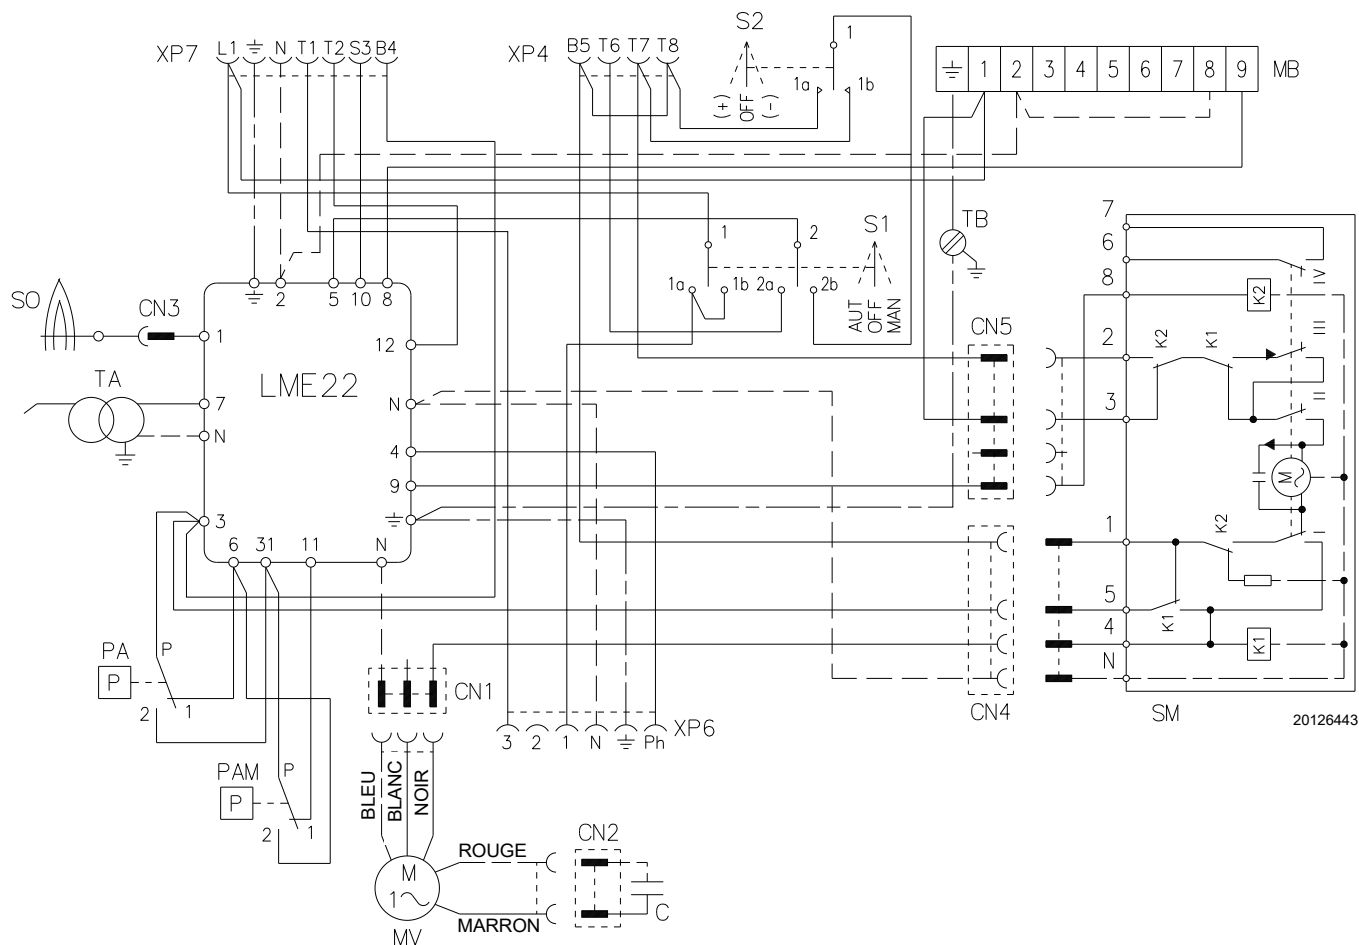 XP7 L1 N T1 T2 S3 B4
XP4 B5 T6 T7 T8
S2
1
1a 1b
(+) OFF (-)
1 2 3 4 5 6 7 8 9 MB
S1
1 2
1a 1b 2a 2b
AUT OFF MAN
TB
SO
CN3
TA
2 5 10 8
1
12
LME22
7
N
N
4
9
3
6 31 11 N
CN5
7
6
8
2
3
1
5
4
N
K2
IV
K2
K1
III
II
M
K2
I
K1
K1
CN4
SM
20126443
PA
P
P
2 1
PAM
P
P
2 1
CN1
3 2 1 N Ph XP6
BLEU
BLANC
NOIR
M
1
MV
ROUGE
MARRON
CN2
C